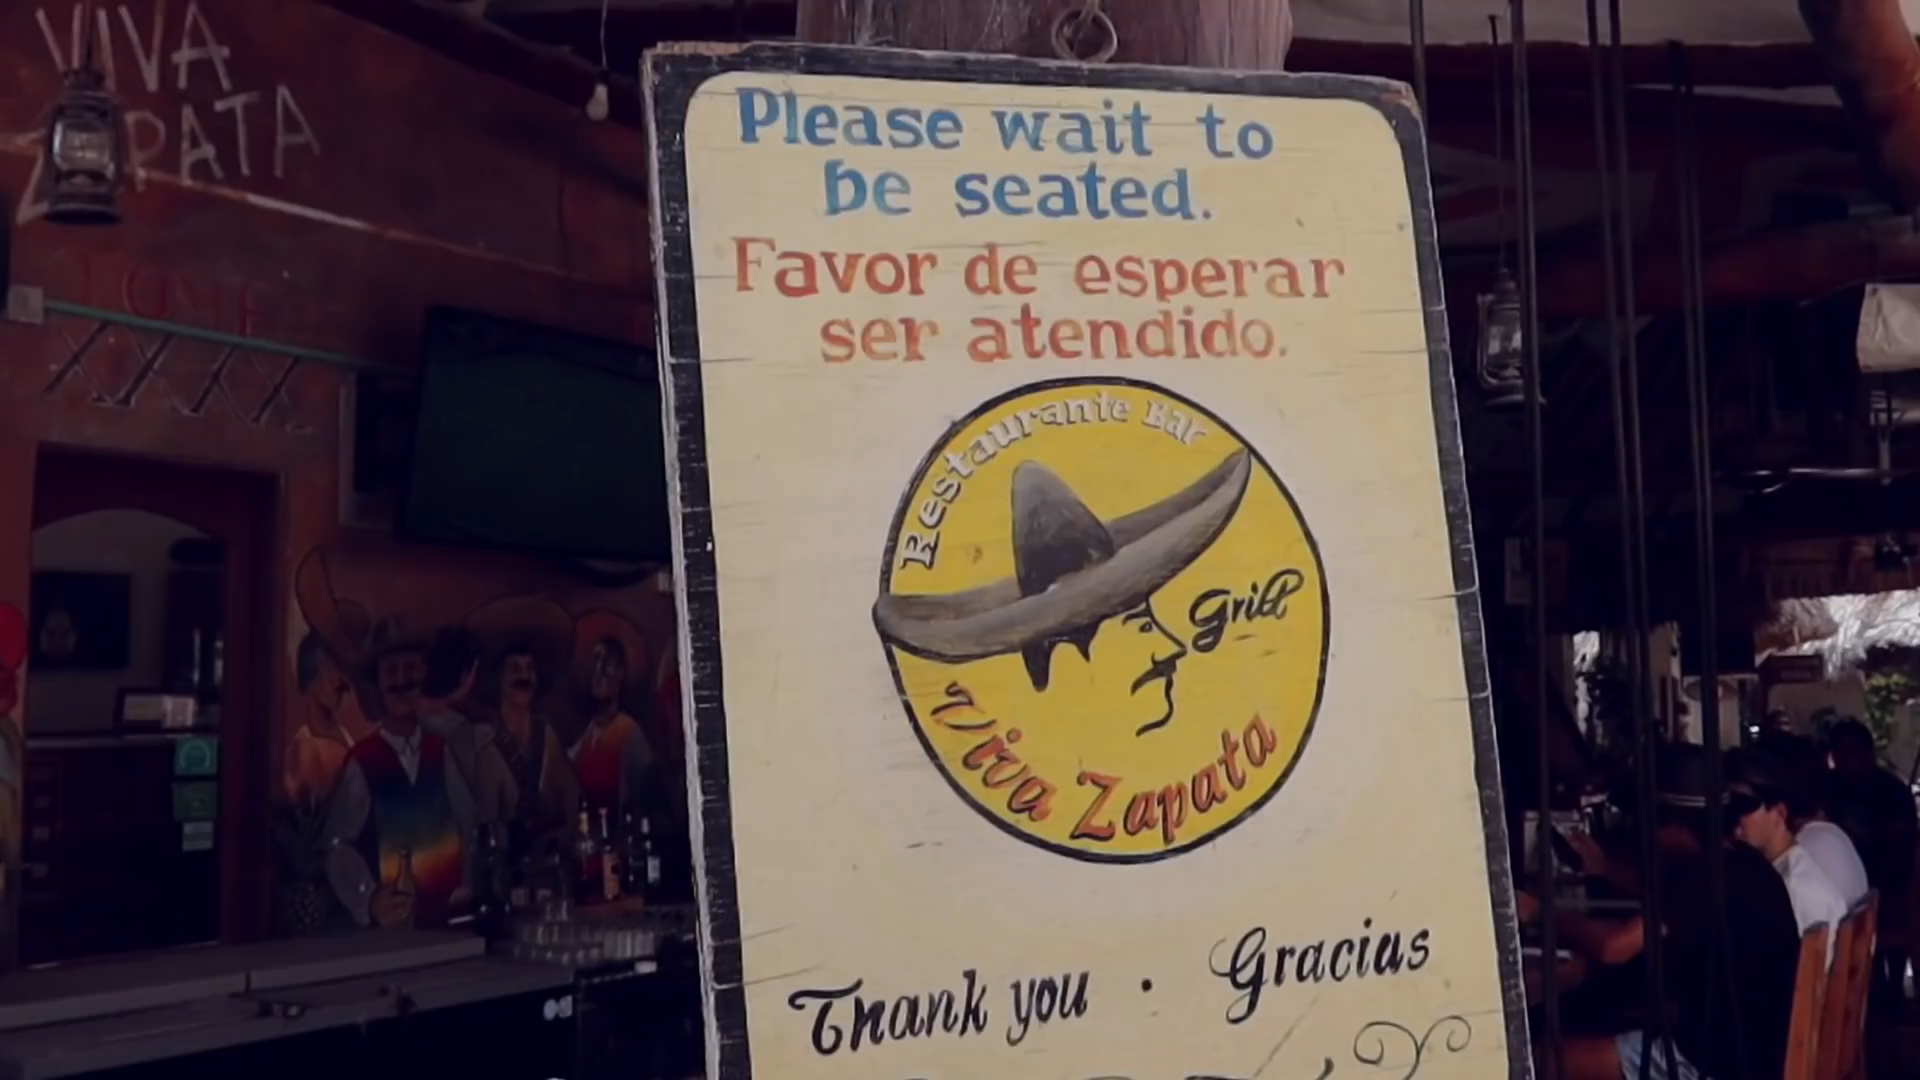 VIVA
ZAPATA
Please wait to
be seated.
Favor de esperar
ser atendido.
Restaurante Bar
Grill
Viva Zapata
Thank you . Gracias